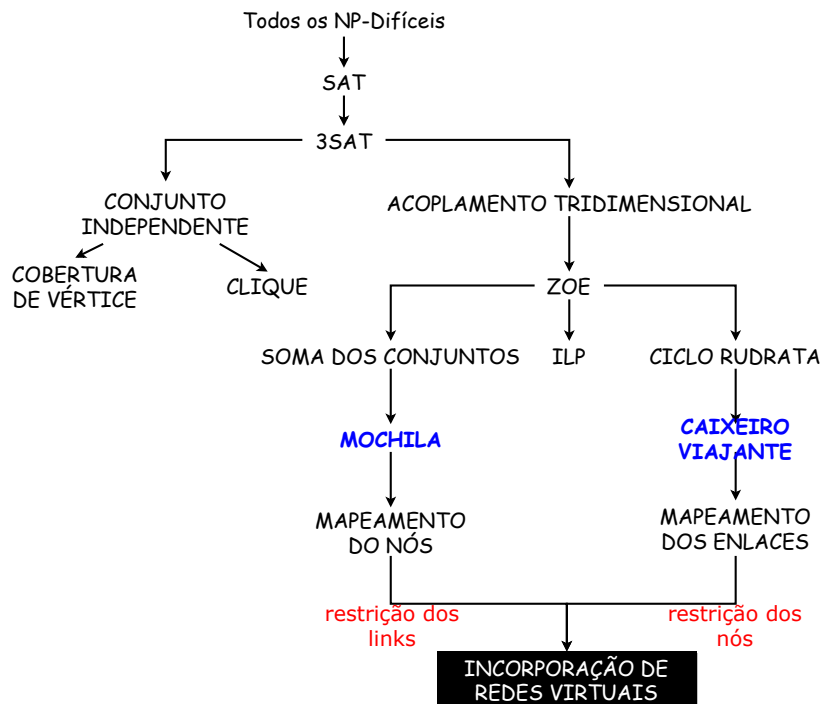 Todos os NP-Difíceis
SAT
3SAT
CONJUNTO
INDEPENDENTE
ACOPLAMENTO TRIDIMENSIONAL
COBERTURA
DE VÉRTICE
CLIQUE
ZOE
SOMA DOS CONJUNTOS
ILP
CICLO RUDRATA
MOCHILA
CAIXEIRO
VIAJANTE
MAPEAMENTO
DO NÓS
MAPEAMENTO
DOS ENLACES
restrição dos
links
restrição dos
nós
INCORPORAÇÃO DE
REDES VIRTUAIS